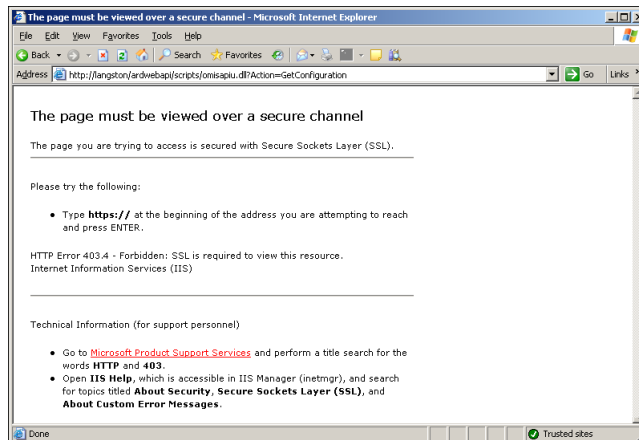 The page must be viewed over a secure channel - Microsoft Internet Explorer
File Edit View Favorites Tools Help
Back Search Favorites
Address http://langston/ardwebapi/scripts/omisapiu.dll?Action=GetConfiguration Go Links »
The page must be viewed over a secure channel
The page you are trying to access is secured with Secure Sockets Layer (SSL).
Please try the following:
• Type https:// at the beginning of the address you are attempting to reach
and press ENTER.
HTTP Error 403.4 - Forbidden: SSL is required to view this resource.
Internet Information Services (IIS)
Technical Information (for support personnel)
• Go to Microsoft Product Support Services and perform a title search for the
words HTTP and 403.
• Open IIS Help, which is accessible in IIS Manager (inetmgr), and search
for topics titled About Security, Secure Sockets Layer (SSL), and
About Custom Error Messages.
Done Trusted sites